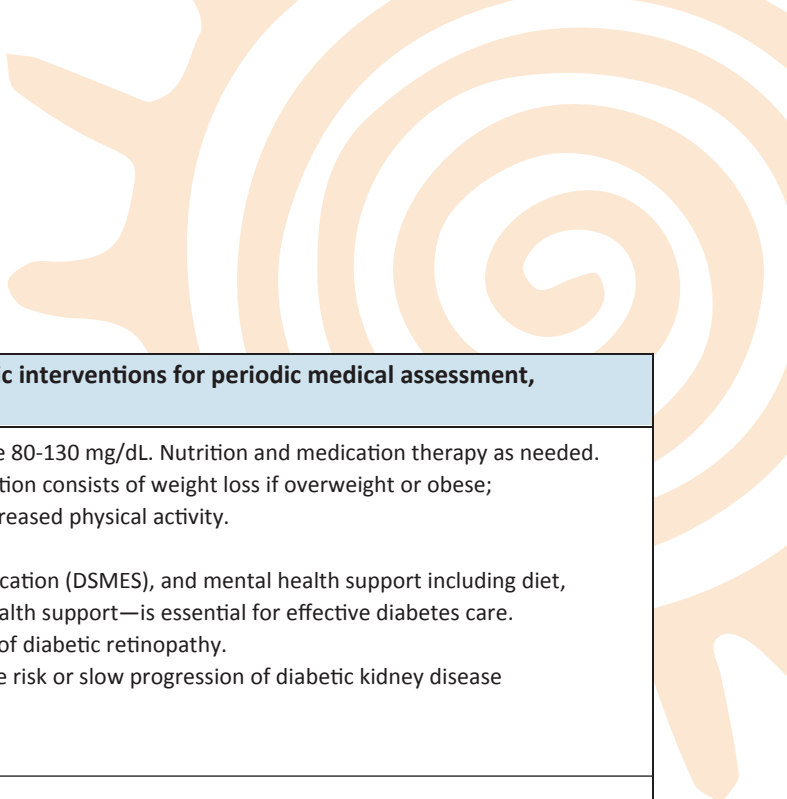 ic interventions for periodic medical assessment,
e 80-130 mg/dL. Nutrition and medication therapy as needed.
tion consists of weight loss if overweight or obese;
reased physical activity.
cation (DSMES), and mental health support including diet,
alth support—is essential for effective diabetes care.
of diabetic retinopathy.
e risk or slow progression of diabetic kidney disease